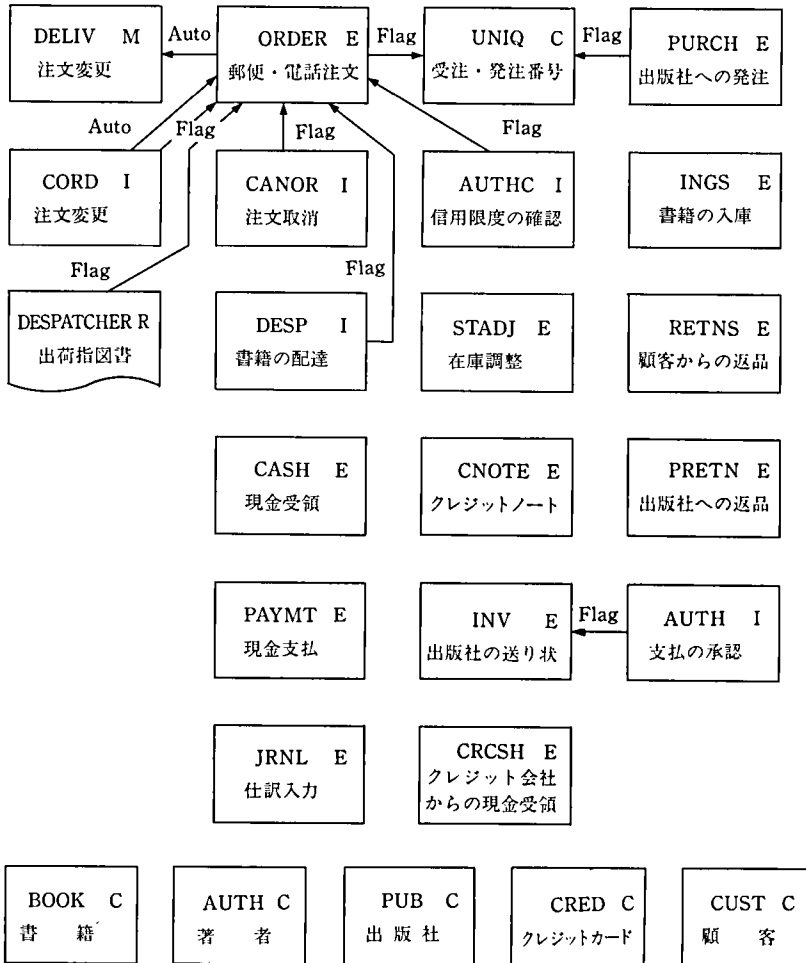 DELIV M
注文変更
Auto
ORDER E
郵便・電話注文
Flag
UNIQ C
受注・発注番号
Flag
PURCH E
出版社への発注
Auto
Flag
Flag
Flag
CORD I
注文変更
CANOR I
注文取消
AUTHC I
信用限度の確認
INGS E
書籍の入庫
Flag
Flag
DESPATCHER R
出荷指図書
DESP I
書籍の配達
STADJ E
在庫調整
RETNS E
顧客からの返品
CASH E
現金受領
CNOTE E
クレジットノート
PRETN E
出版社への返品
PAYMT E
現金支払
INV E
出版社の送り状
Flag
AUTH I
支払の承認
JRNL E
仕訳入力
CRCSH E
クレジット会社
からの現金受領
BOOK C
書 籍
AUTH C
著 者
PUB C
出 版 社
CRED C
クレジットカード
CUST C
顧 客